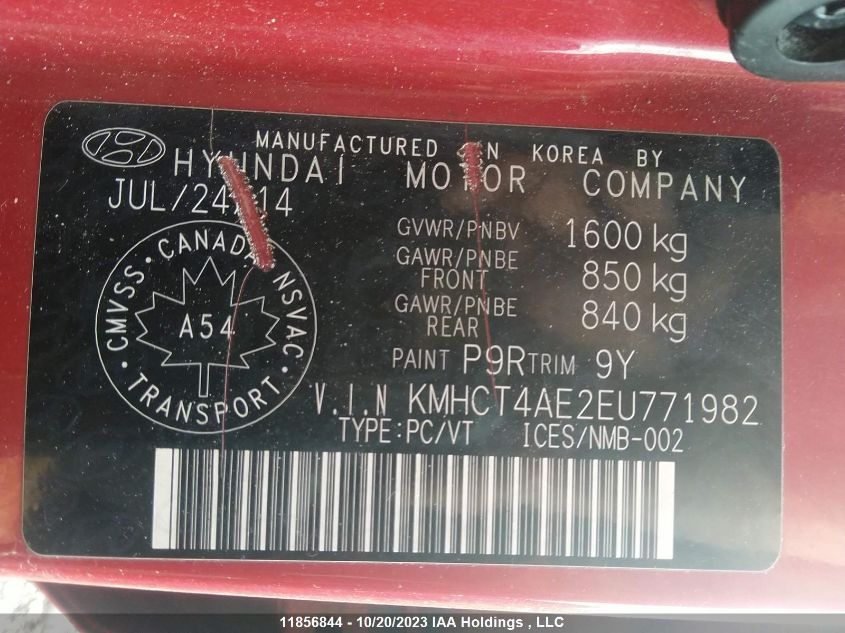 MANUFACTURED IN KOREA BY
HYUNDAI MOTOR COMPANY
JUL/24/14
GVWR/PNBV 1600 kg
GAWR/PNBE FRONT 850 kg
GAWR/PNBE REAR 840 kg
CANADA
CMVSS · NSVAC
A54
TRANSPORT
PAINT P9R TRIM 9Y
V.I.N KMHCT4AE2EU771982
TYPE:PC/VT ICES/NMB-002
11856844 - 10/20/2023 IAA Holdings , LLC